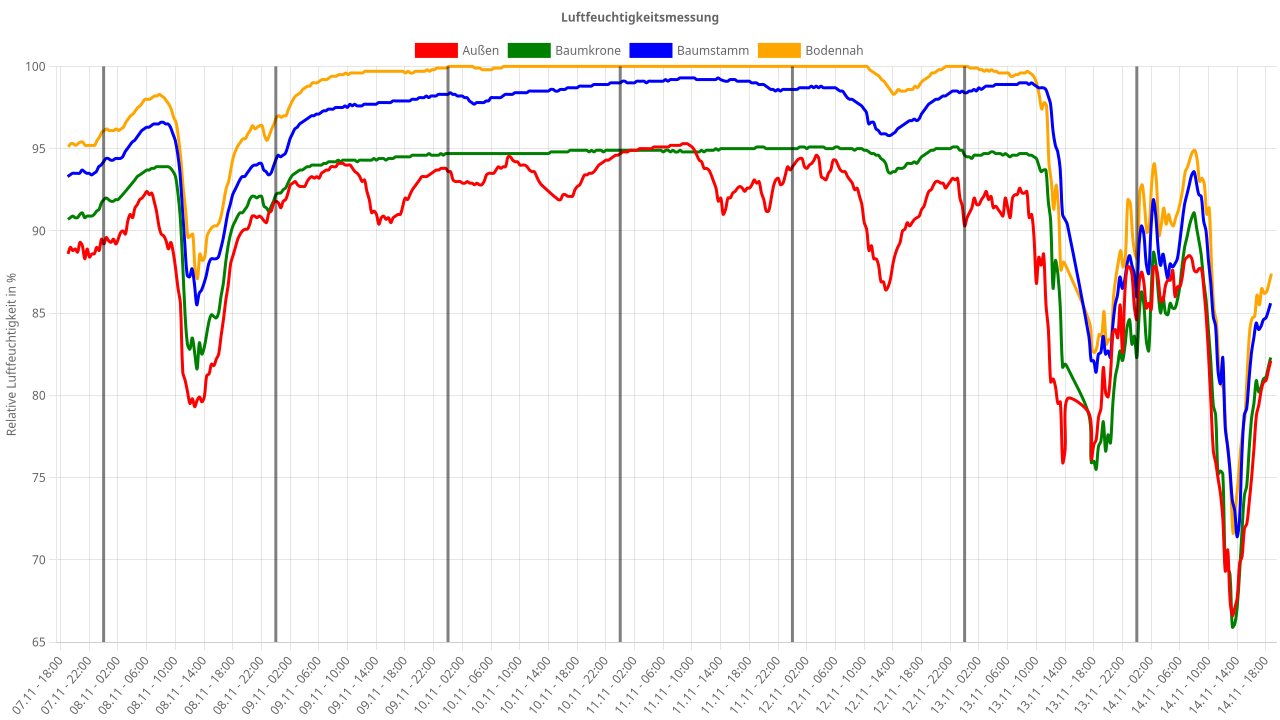 Luftfeuchtigkeitsmessung
Außen Baumkrone Baumstamm Bodennah
Relative Luftfeuchtigkeit in %
100
95
90
85
80
75
70
65
07.11 - 18:00
07.11 - 22:00
08.11 - 02:00
08.11 - 06:00
08.11 - 10:00
08.11 - 14:00
08.11 - 18:00
08.11 - 22:00
09.11 - 02:00
09.11 - 06:00
09.11 - 10:00
09.11 - 14:00
09.11 - 18:00
09.11 - 22:00
10.11 - 02:00
10.11 - 06:00
10.11 - 10:00
10.11 - 14:00
10.11 - 18:00
10.11 - 22:00
11.11 - 02:00
11.11 - 06:00
11.11 - 10:00
11.11 - 14:00
11.11 - 18:00
11.11 - 22:00
12.11 - 02:00
12.11 - 06:00
12.11 - 10:00
12.11 - 14:00
12.11 - 18:00
12.11 - 22:00
13.11 - 02:00
13.11 - 06:00
13.11 - 10:00
13.11 - 14:00
13.11 - 18:00
13.11 - 22:00
14.11 - 02:00
14.11 - 06:00
14.11 - 10:00
14.11 - 14:00
14.11 - 18:00